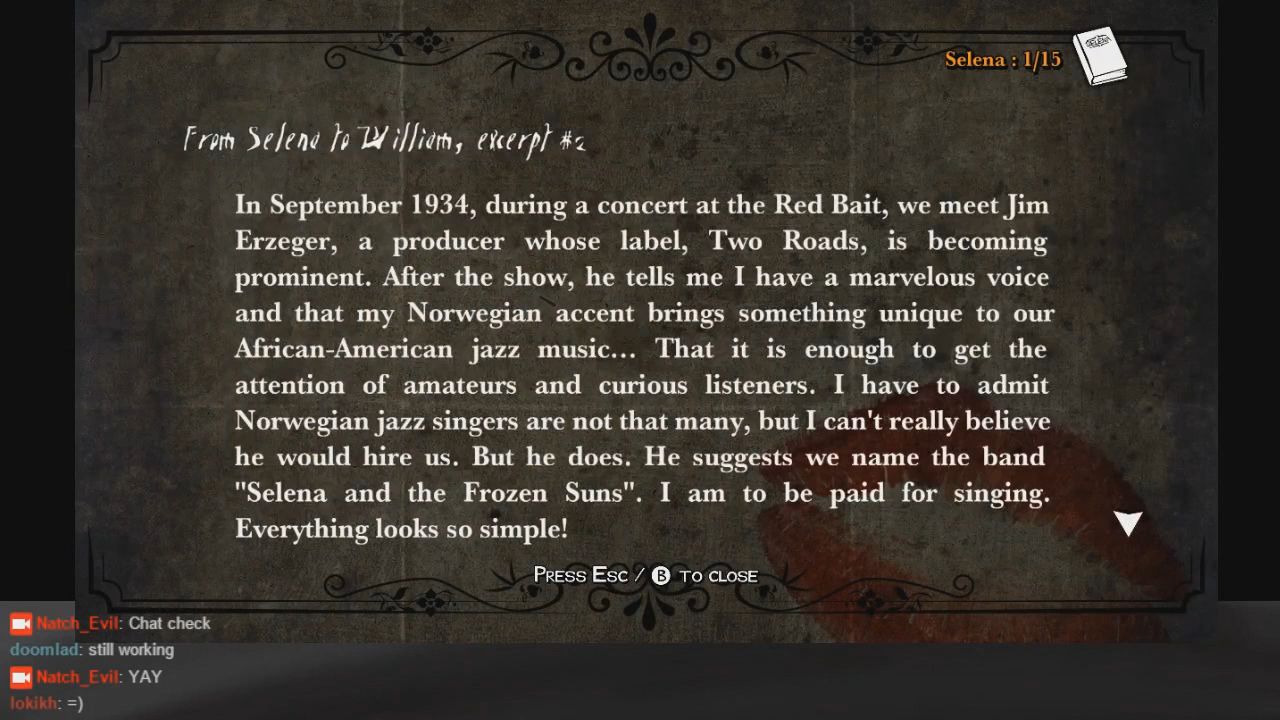 Selena : 1/15
SELENA
From Selena to William, excerpt #2
In September 1934, during a concert at the Red Bait, we meet Jim
Erzeger, a producer whose label, Two Roads, is becoming
prominent. After the show, he tells me I have a marvelous voice
and that my Norwegian accent brings something unique to our
African-American jazz music... That it is enough to get the
attention of amateurs and curious listeners. I have to admit
Norwegian jazz singers are not that many, but I can't really believe
he would hire us. But he does. He suggests we name the band
"Selena and the Frozen Suns". I am to be paid for singing.
Everything looks so simple!
PRESS ESC / B TO CLOSE
Natch_Evil: Chat check
doomlad: still working
Natch_Evil: YAY
lokikh: =)